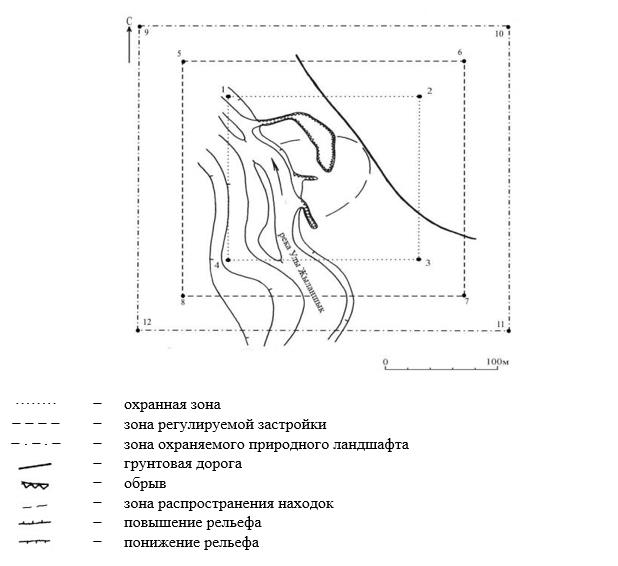 С
9
10
5
6
1
2
река Улы Жыланшык
4
3
8
7
12
11
0
100м
– охранная зона
– зона регулируемой застройки
– зона охраняемого природного ландшафта
– грунтовая дорога
– обрыв
– зона распространения находок
– повышение рельефа
– понижение рельефа